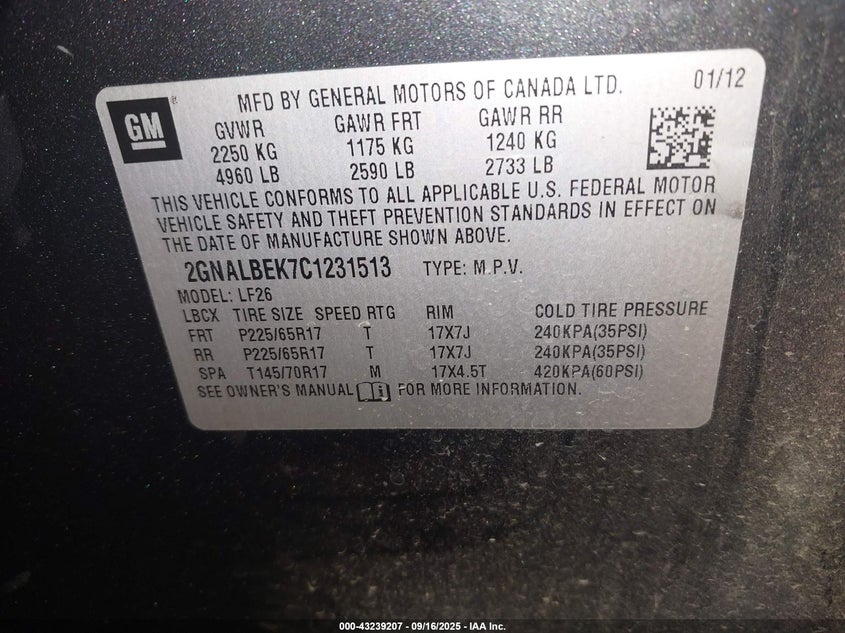 GM
MFD BY GENERAL MOTORS OF CANADA LTD. 01/12
GVWR GAWR FRT GAWR RR
2250 KG 1175 KG 1240 KG
4960 LB 2590 LB 2733 LB
THIS VEHICLE CONFORMS TO ALL APPLICABLE U.S. FEDERAL MOTOR
VEHICLE SAFETY AND THEFT PREVENTION STANDARDS IN EFFECT ON
THE DATE OF MANUFACTURE SHOWN ABOVE.
2GNALBEK7C1231513 TYPE: M.P.V.
MODEL: LF26
LBCX TIRE SIZE SPEED RTG RIM COLD TIRE PRESSURE
FRT P225/65R17 T 17X7J 240KPA(35PSI)
RR P225/65R17 T 17X7J 240KPA(35PSI)
SPA T145/70R17 M 17X4.5T 420KPA(60PSI)
SEE OWNER'S MANUAL FOR MORE INFORMATION.
000-43239207 - 09/16/2025 - IAA Inc.